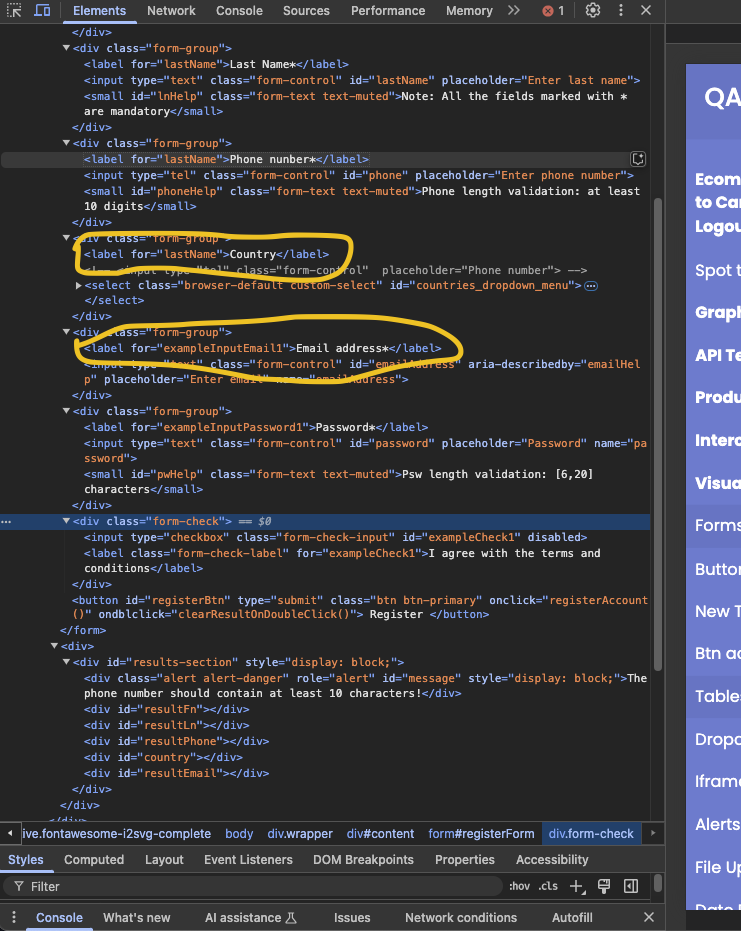 Elements Network Console Sources Performance Memory 1
</div>
<div class="form-group">
<label for="lastName">Last Name*</label>
<input type="text" class="form-control" id="lastName" placeholder="Enter last name">
<small id="lnHelp" class="form-text text-muted">Note: All the fields marked with *
are mandatory</small>
</div>
<div class="form-group">
<label for="lastName">Phone nunber*</label>
<input type="tel" class="form-control" id="phone" placeholder="Enter phone number">
<small id="phoneHelp" class="form-text text-muted">Phone length validation: at least
10 digits</small>
</div>
<div class="form-group">
<label for="lastName">Country</label>
<!-- <input type="tel" class="form-control"  placeholder="Phone number"> -->
<select class="browser-default custom-select" id="countries_dropdown_menu">
</select>
</div>
<div class="form-group">
<label for="exampleInputEmail1">Email address*</label>
<input type="text" class="form-control" id="emailAddress" aria-describedby="emailHel
p" placeholder="Enter email" name="emailAddress">
</div>
<div class="form-group">
<label for="exampleInputPassword1">Password*</label>
<input type="text" class="form-control" id="password" placeholder="Password" name="pa
ssword">
<small id="pwHelp" class="form-text text-muted">Psw length validation: [6,20]
characters</small>
</div>
<div class="form-check"> == $0
<input type="checkbox" class="form-check-input" id="exampleCheck1" disabled>
<label class="form-check-label" for="exampleCheck1">I agree with the terms and
conditions</label>
</div>
<button id="registerBtn" type="submit" class="btn btn-primary" onclick="registerAccount
()" ondblclick="clearResultOnDoubleClick()"> Register </button>
</form>
<div>
<div id="results-section" style="display: block;">
<div class="alert alert-danger" role="alert" id="message" style="display: block;">The
phone number should contain at least 10 characters!</div>
<div id="resultFn"></div>
<div id="resultLn"></div>
<div id="resultPhone"></div>
<div id="country"></div>
<div id="resultEmail"></div>
</div>
</div>
</div>
ive.fontawesome-i2svg-complete body div.wrapper div#content form#registerForm div.form-check
Styles Computed Layout Event Listeners DOM Breakpoints Properties Accessibility
Filter :hov .cls
Console What's new AI assistance Issues Network conditions Autofill
QA
Ecom
to Ca
Logou
Spot t
Graph
API Te
Produ
Interc
Visua
Forms
Button
New T
Btn ac
Tables
Dropd
Iframe
Alerts
File Up